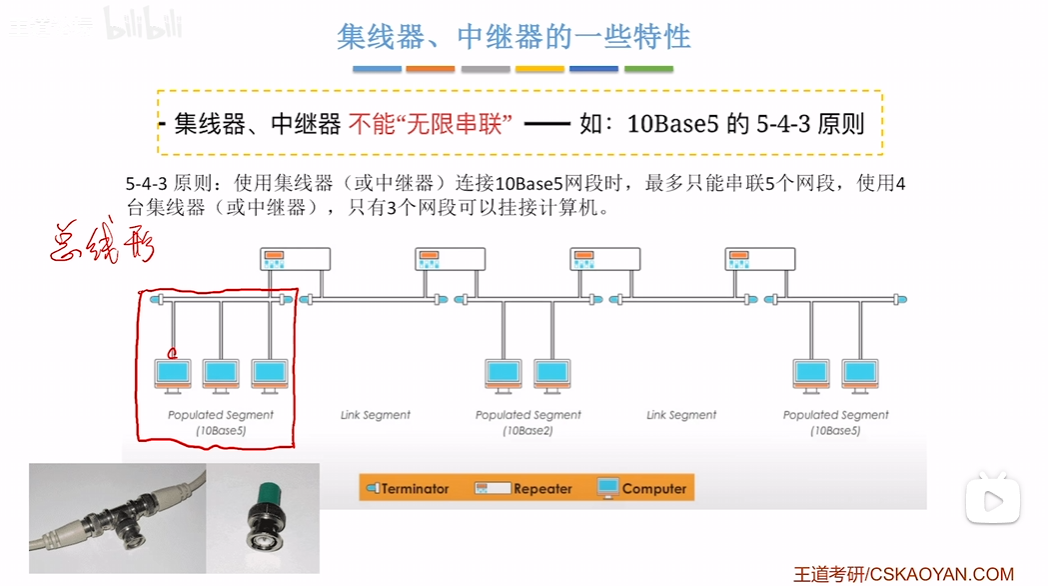 bilibili
集线器、中继器的一些特性
集线器、中继器 不能“无限串联” —— 如：10Base5 的 5-4-3 原则
5-4-3 原则：使用集线器（或中继器）连接10Base5网段时，最多只能串联5个网段，使用4
台集线器（或中继器），只有3个网段可以挂接计算机。
总线形
Populated Segment
(10Base5)
Link Segment
Populated Segment
(10Base2)
Link Segment
Populated Segment
(10Base5)
Terminator
Repeater
Computer
王道考研/CSKAOYAN.COM